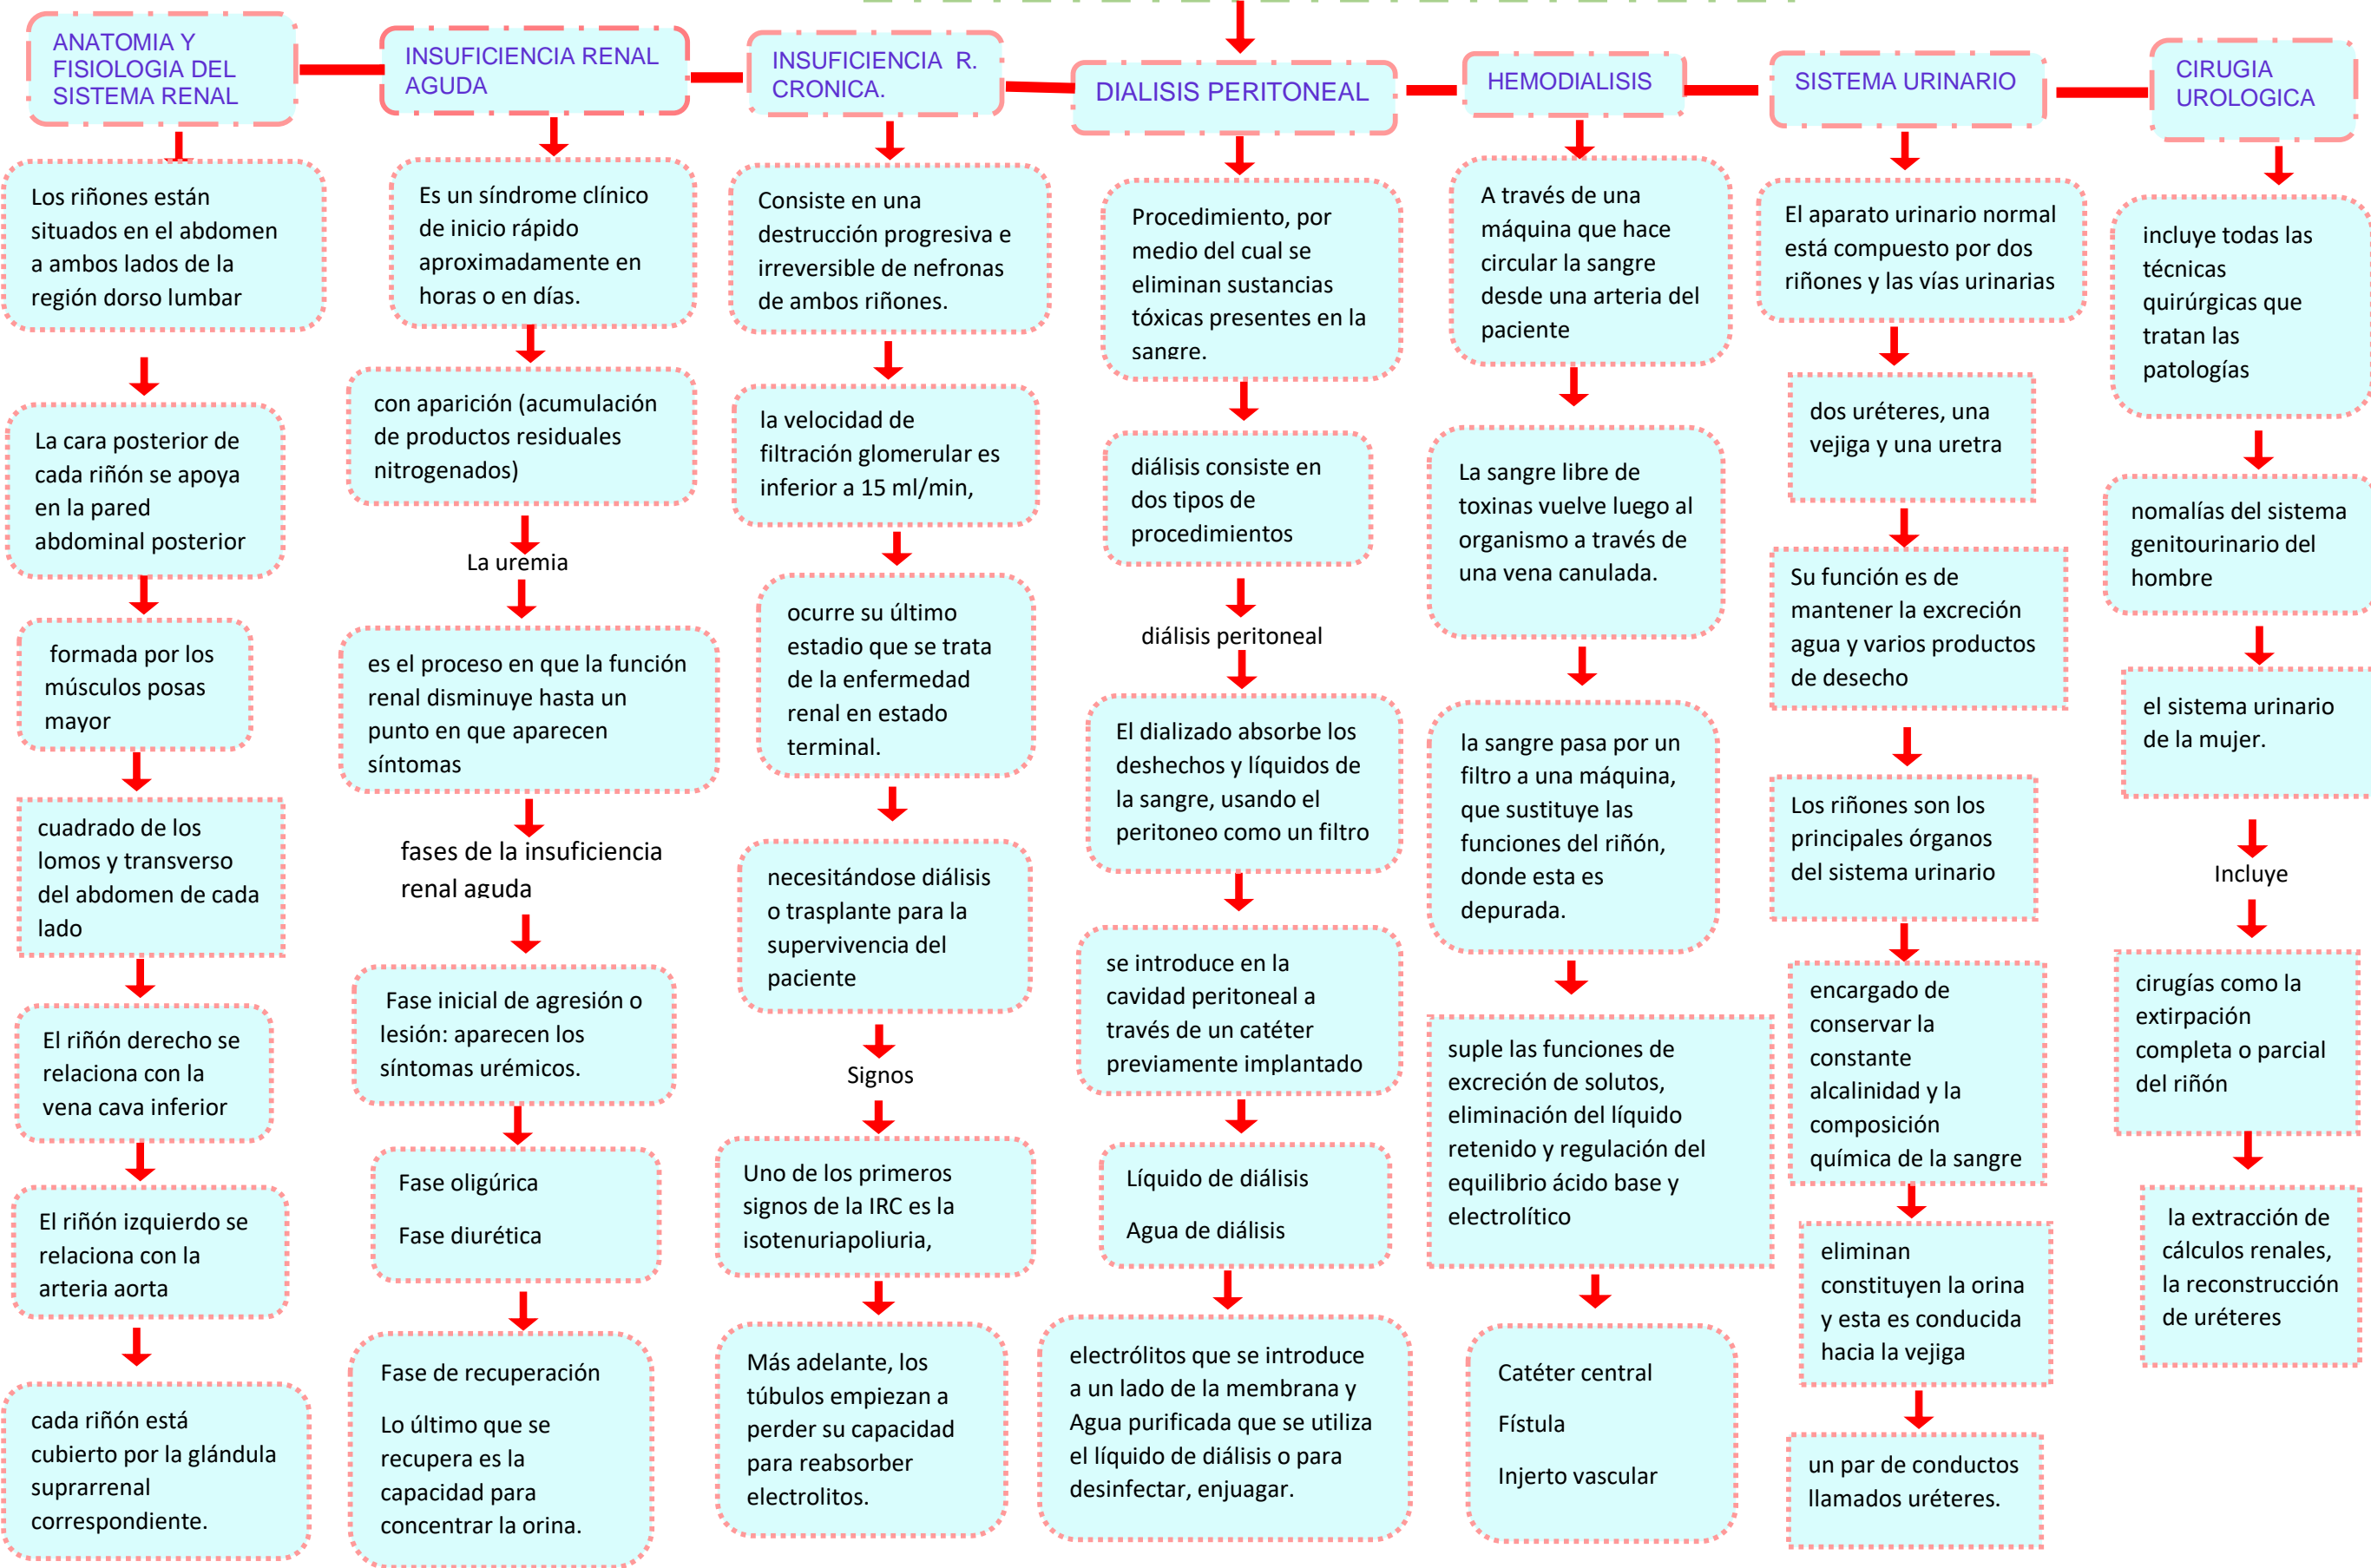 ANATOMIA Y
FISIOLOGIA DEL
SISTEMA RENAL
Los riñones están
situados en el abdomen
a ambos lados de la
región dorso lumbar
La cara posterior de
cada riñón se apoya
en la pared
abdominal posterior
formada por los
músculos posas
mayor
cuadrado de los
lomos y transverso
del abdomen de cada
lado
El riñón derecho se
relaciona con la
vena cava inferior
El riñón izquierdo se
relaciona con la
arteria aorta
cada riñón está
cubierto por la glándula
suprarrenal
correspondiente.
INSUFICIENCIA RENAL
AGUDA
Es un síndrome clínico
de inicio rápido
aproximadamente en
horas o en días.
con aparición (acumulación
de productos residuales
nitrogenados)
La uremia
es el proceso en que la función
renal disminuye hasta un
punto en que aparecen
síntomas
fases de la insuficiencia
renal aguda
Fase inicial de agresión o
lesión: aparecen los
síntomas urémicos.
Fase oligúrica
Fase diurética
Fase de recuperación
Lo último que se
recupera es la
capacidad para
concentrar la orina.
INSUFICIENCIA R.
CRONICA.
Consiste en una
destrucción progresiva e
irreversible de nefronas
de ambos riñones.
la velocidad de
filtración glomerular es
inferior a 15 ml/min,
ocurre su último
estadio que se trata
de la enfermedad
renal en estado
terminal.
necesitándose diálisis
o trasplante para la
supervivencia del
paciente
Signos
Uno de los primeros
signos de la IRC es la
isotenuriapoliuria,
Más adelante, los
túbulos empiezan a
perder su capacidad
para reabsorber
electrolitos.
DIALISIS PERITONEAL
Procedimiento, por
medio del cual se
eliminan sustancias
tóxicas presentes en la
sangre.
diálisis consiste en
dos tipos de
procedimientos
diálisis peritoneal
El dializado absorbe los
deshechos y líquidos de
la sangre, usando el
peritoneo como un filtro
se introduce en la
cavidad peritoneal a
través de un catéter
previamente implantado
Líquido de diálisis
Agua de diálisis
electrólitos que se introduce
a un lado de la membrana y
Agua purificada que se utiliza
el líquido de diálisis o para
desinfectar, enjuagar.
HEMODIALISIS
A través de una
máquina que hace
circular la sangre
desde una arteria del
paciente
La sangre libre de
toxinas vuelve luego al
organismo a través de
una vena canulada.
la sangre pasa por un
filtro a una máquina,
que sustituye las
funciones del riñón,
donde esta es
depurada.
suple las funciones de
excreción de solutos,
eliminación del líquido
retenido y regulación del
equilibrio ácido base y
electrolítico
Catéter central
Fístula
Injerto vascular
SISTEMA URINARIO
El aparato urinario normal
está compuesto por dos
riñones y las vías urinarias
dos uréteres, una
vejiga y una uretra
Su función es de
mantener la excreción
agua y varios productos
de desecho
Los riñones son los
principales órganos
del sistema urinario
encargado de
conservar la
constante
alcalinidad y la
composición
química de la sangre
eliminan
constituyen la orina
y esta es conducida
hacia la vejiga
un par de conductos
llamados uréteres.
CIRUGIA
UROLOGICA
incluye todas las
técnicas
quirúrgicas que
tratan las
patologías
nomalías del sistema
genitourinario del
hombre
el sistema urinario
de la mujer.
Incluye
cirugías como la
extirpación
completa o parcial
del riñón
la extracción de
cálculos renales,
la reconstrucción
de uréteres